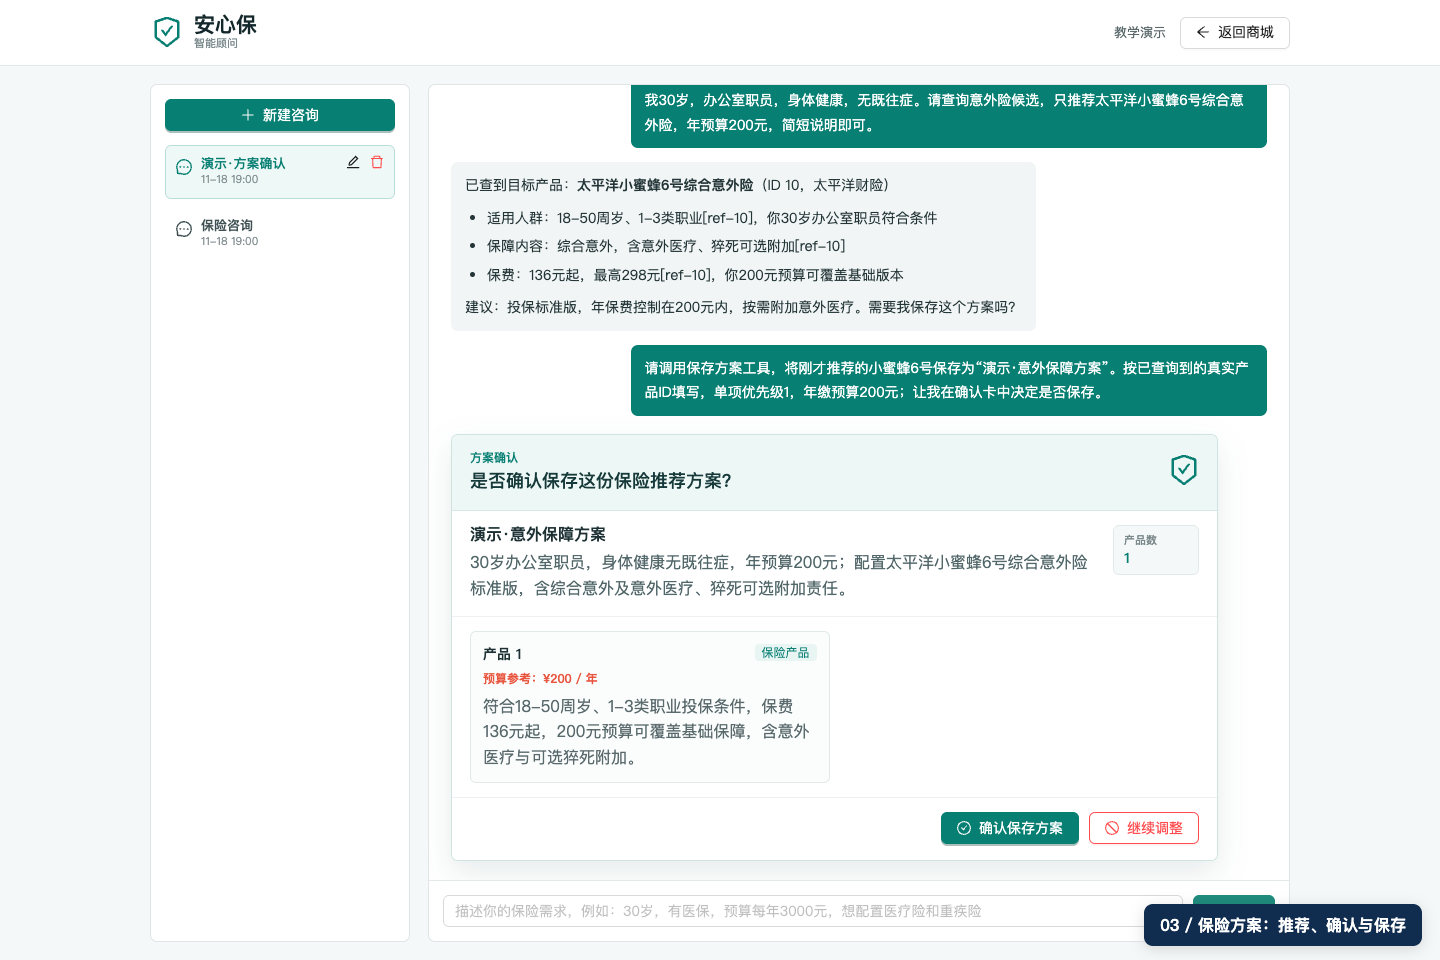 安心保
智能顾问
教学演示
返回商城
新建咨询
演示·方案确认
11-18 19:00
保险咨询
11-18 19:00
我30岁，办公室职员，身体健康，无既往症。请查询意外险候选，只推荐太平洋小蜜蜂6号综合意
外险，年预算200元，简短说明即可。
已查到目标产品：太平洋小蜜蜂6号综合意外险（ID 10，太平洋财险）
• 适用人群：18-50周岁、1-3类职业[ref-10]，你30岁办公室职员符合条件
• 保障内容：综合意外，含意外医疗、猝死可选附加[ref-10]
• 保费：136元起，最高298元[ref-10]，你200元预算可覆盖基础版本
建议：投保标准版，年保费控制在200元内，按需附加意外医疗。需要我保存这个方案吗？
请调用保存方案工具，将刚才推荐的小蜜蜂6号保存为“演示·意外保障方案”。按已查询到的真实产
品ID填写，单项优先级1，年缴预算200元；让我在确认卡中决定是否保存。
方案确认
是否确认保存这份保险推荐方案？
演示·意外保障方案
30岁办公室职员，身体健康无既往症，年预算200元；配置太平洋小蜜蜂6号综合意外险
标准版，含综合意外及意外医疗、猝死可选附加责任。
产品数
1
产品 1
保险产品
预算参考：¥200 / 年
符合18-50周岁、1-3类职业投保条件，保费
136元起，200元预算可覆盖基础保障，含意外
医疗与可选猝死附加。
确认保存方案
继续调整
描述你的保险需求，例如：30岁，有医保，预算每年3000元，想配置医疗险和重疾险
03 / 保险方案：推荐、确认与保存